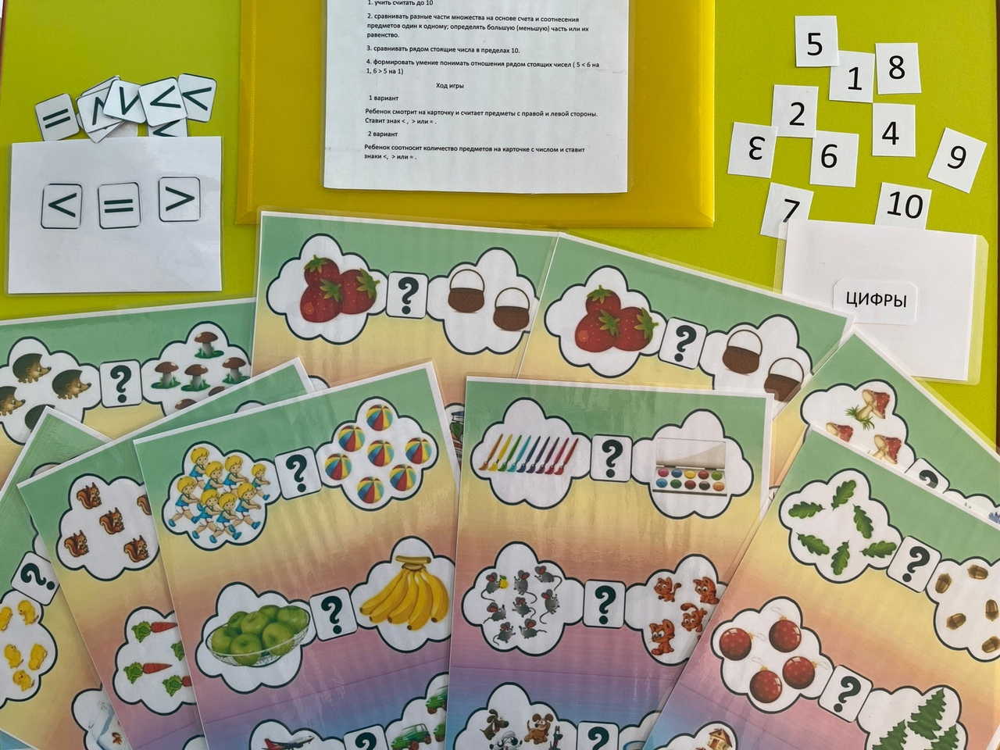 1. учить считать до 10
2. сравнивать разные части множества на основе счета и соотнесения
предметов один к одному; определять большую (меньшую) часть или их
равенство.
3. сравнивать рядом стоящие числа в пределах 10.
4. формировать умение понимать отношения рядом стоящих чисел ( 5 < 6 на
1, 6 > 5 на 1)
Ход игры
1 вариант
Ребенок смотрит на карточку и считает предметы с правой и левой стороны.
Ставит знак < ,  > или = .
2 вариант
Ребенок соотносит количество предметов на карточке с числом и ставит
знаки <,  > или = .
=
<
<
< = >
5
1
8
2
4
3
6
9
7
10
ЦИФРЫ
?
?
?
?
?
?
?
?
?
?
?
?
?
?